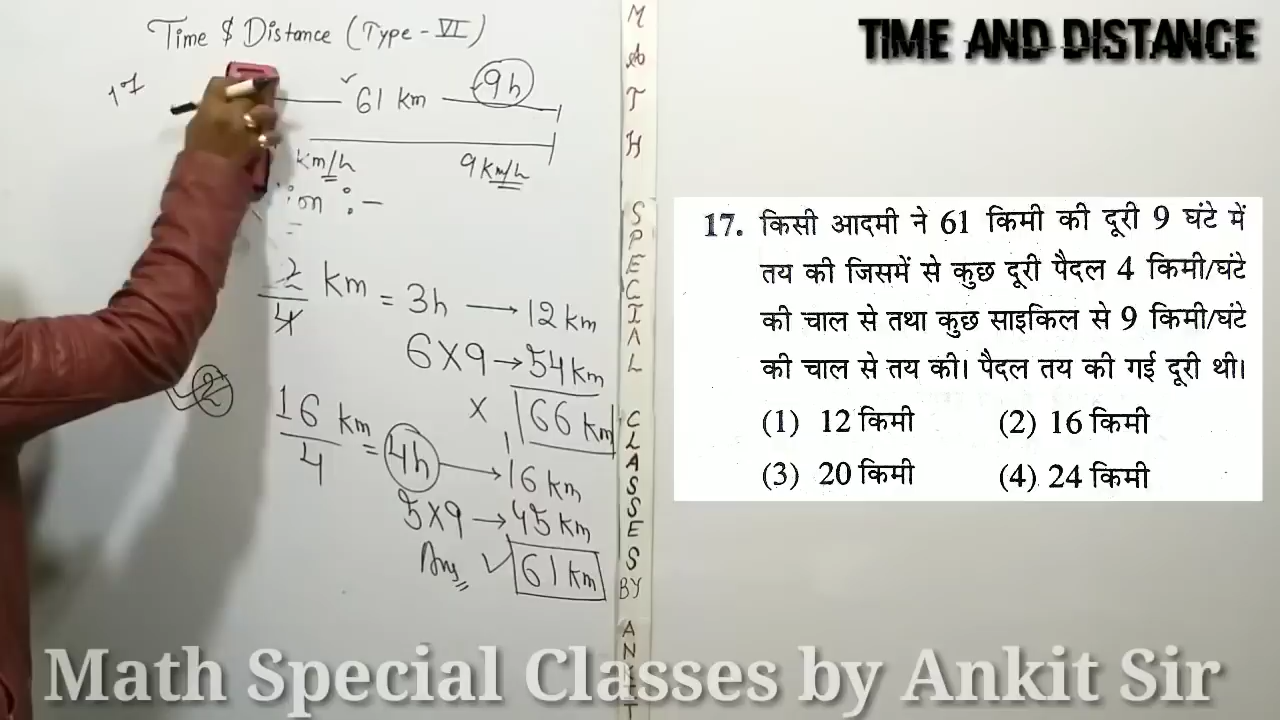 Time & Distance (Type - VI)
61 km
9h
km/h
9 km/h
ion :-
2 km = 3h → 12 km
4
6×9 → 54 km
× 66 km
2
16 km = 4h → 16 km
4
5×9 → 45 km
Ans ✓ 61 km
MATH SPECIAL CLASSES BY ANKIT
TIME AND DISTANCE
17. किसी आदमी ने 61 किमी की दूरी 9 घंटे में
तय की जिसमें से कुछ दूरी पैदल 4 किमी/घंटे
की चाल से तथा कुछ साइकिल से 9 किमी/घंटे
की चाल से तय की। पैदल तय की गई दूरी थी।
(1) 12 किमी (2) 16 किमी
(3) 20 किमी (4) 24 किमी
Math Special Classes by Ankit Sir